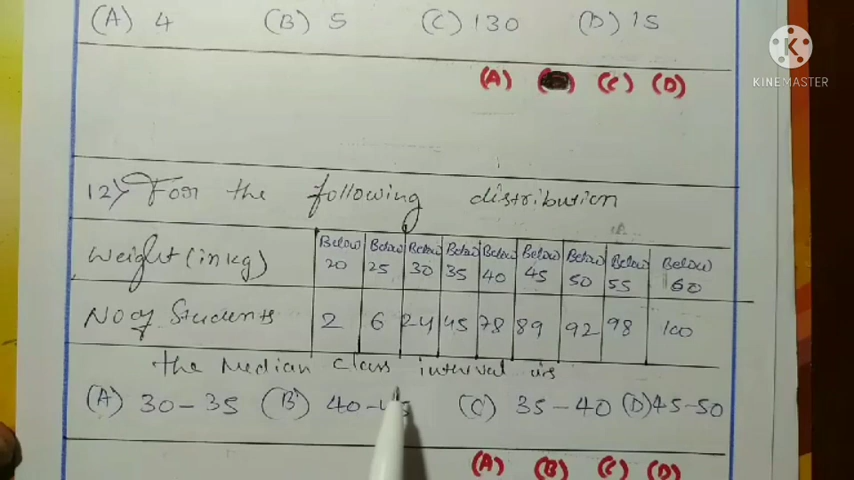 (A) 4 (B) 5 (C) 130 (D) 15
(A) (C) (D)
K
KINEMASTER
12) For the following distribution
Weight (in kg) Below 20 Below 25 Below 30 Below 35 Below 40 Below 45 Below 50 Below 55 Below 60
No of Students 2 6 24 45 78 89 92 98 100
the Median class interval is
(A) 30-35 (B) 40-45 (C) 35-40 (D) 45-50
(A) (B) (C) (D)